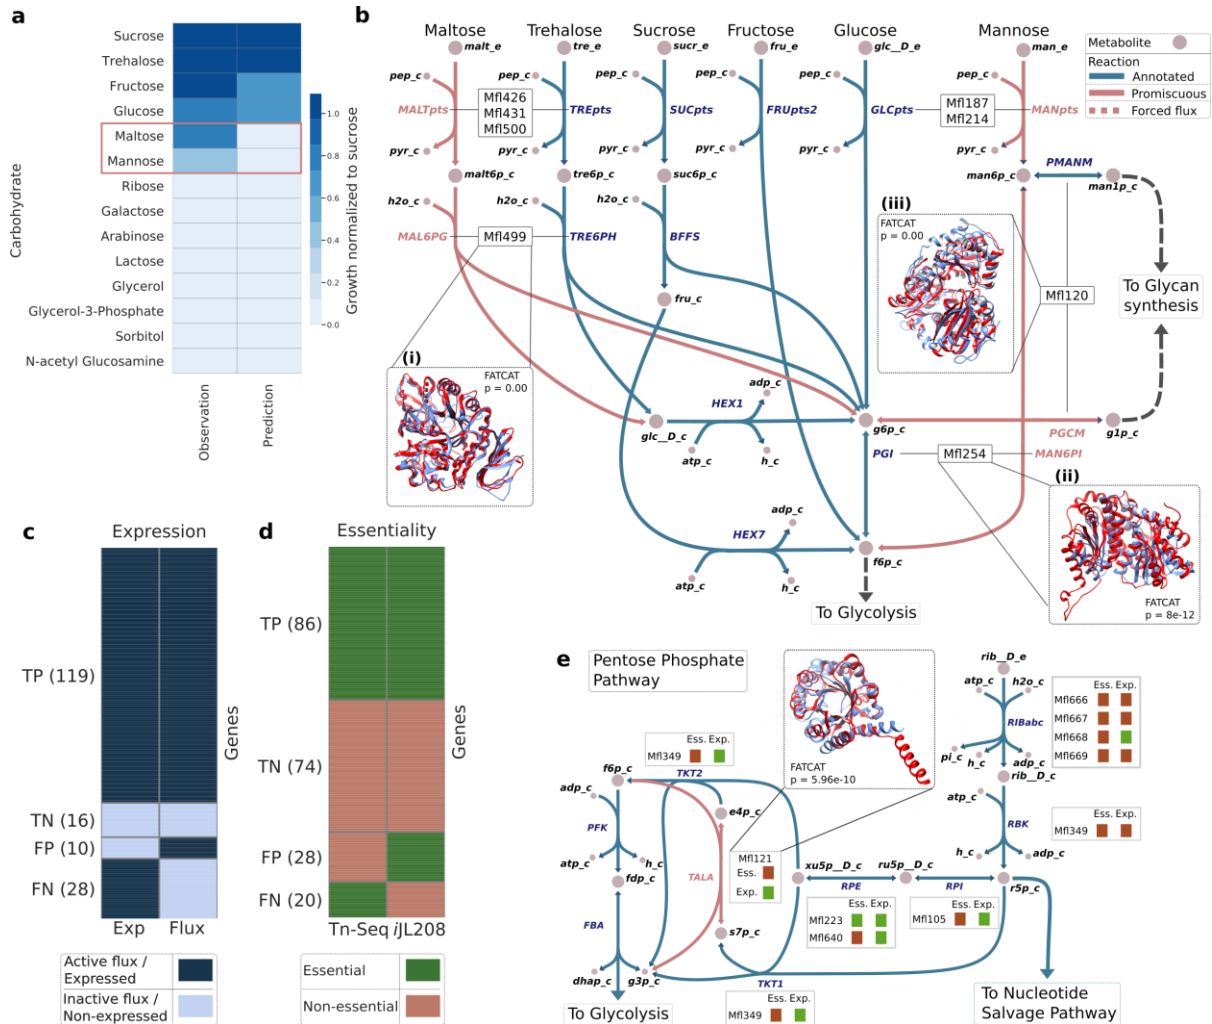 a
Carbohydrate
Sucrose
Trehalose
Fructose
Glucose
Maltose
Mannose
Ribose
Galactose
Arabinose
Lactose
Glycerol
Glycerol-3-Phosphate
Sorbitol
N-acetyl Glucosamine
Observation
Prediction
1.0
0.8
0.6
0.4
0.2
0.0
Growth normalized to sucrose
b
Maltose
Trehalose
Sucrose
Fructose
Glucose
Mannose
malt_e
tre_e
sucr_e
fru_e
glc_D_e
man_e
Metabolite
Reaction
Annotated
Promiscuous
Forced flux
pep_c
pep_c
pep_c
pep_c
pep_c
pep_c
MALTpts
Mfl426
Mfl431
Mfl500
TREpts
SUCpts
FRUpts2
GLCpts
Mfl187
Mfl214
MANpts
pyr_c
pyr_c
pyr_c
pyr_c
pyr_c
pyr_c
malt6p_c
tre6p_c
suc6p_c
man6p_c
PMANM
man1p_c
h2o_c
h2o_c
h2o_c
MAL6PG
Mfl499
TRE6PH
BFFS
(iii)
FATCAT
p = 0.00
Mfl120
To Glycan
synthesis
fru_c
(i)
FATCAT
p = 0.00
HEX1
adp_c
glc__D_c
atp_c
h_c
g6p_c
PGCM
g1p_c
PGI
Mfl254
MAN6PI
(ii)
FATCAT
p = 8e-12
HEX7
adp_c
atp_c
h_c
f6p_c
To Glycolysis
c
Expression
TP (119)
TN (16)
FP (10)
FN (28)
Genes
Exp
Flux
Active flux /
Expressed
Inactive flux /
Non-expressed
d
Essentiality
TP (86)
TN (74)
FP (28)
FN (20)
Genes
Tn-Seq
iJL208
Essential
Non-essential
e
Pentose Phosphate
Pathway
FATCAT
p = 5.96e-10
rib__D_e
atp_c
h2o_c
RIBabc
pi_c
h_c
adp_c
rib__D_c
Ess. Exp.
Mfl666
Mfl667
Mfl668
Mfl669
atp_c
RBK
h_c
adp_c
Ess. Exp.
Mfl349
Ess. Exp.
Mfl349
TKT2
f6p_c
adp_c
PFK
atp_c
h_c
fdp_c
FBA
dhap_c
g3p_c
To Glycolysis
e4p_c
TALA
s7p_c
Mfl121
Ess.
Exp.
xu5p__D_c
RPE
ru5p__D_c
RPI
r5p_c
Ess. Exp.
Mfl223
Mfl640
Ess. Exp.
Mfl105
TKT1
Ess. Exp.
Mfl349
To Nucleotide
Salvage Pathway